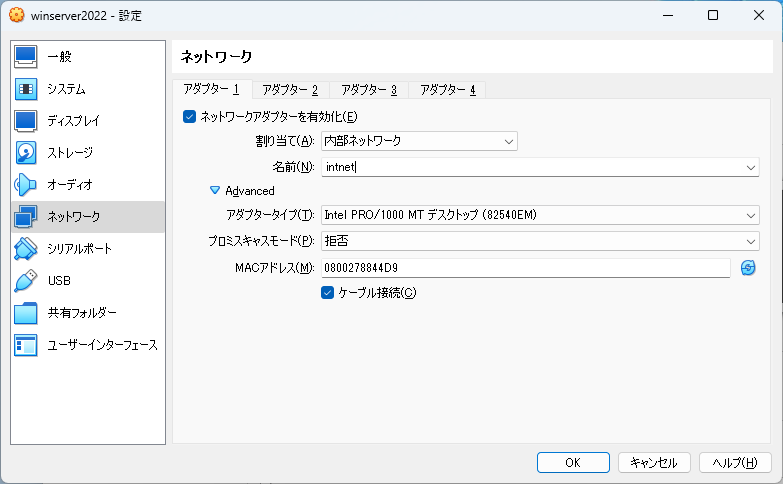 winserver2022 - 設定
一般
システム
ディスプレイ
ストレージ
オーディオ
ネットワーク
シリアルポート
USB
共有フォルダー
ユーザーインターフェース
ネットワーク
アダプター 1 アダプター 2 アダプター 3 アダプター 4
ネットワークアダプターを有効化(E)
割り当て(A): 内部ネットワーク
名前(N): intnet
Advanced
アダプタータイプ(T): Intel PRO/1000 MT デスクトップ (82540EM)
プロミスキャスモード(P): 拒否
MACアドレス(M): 0800278844D9
ケーブル接続(C)
OK キャンセル ヘルプ(H)